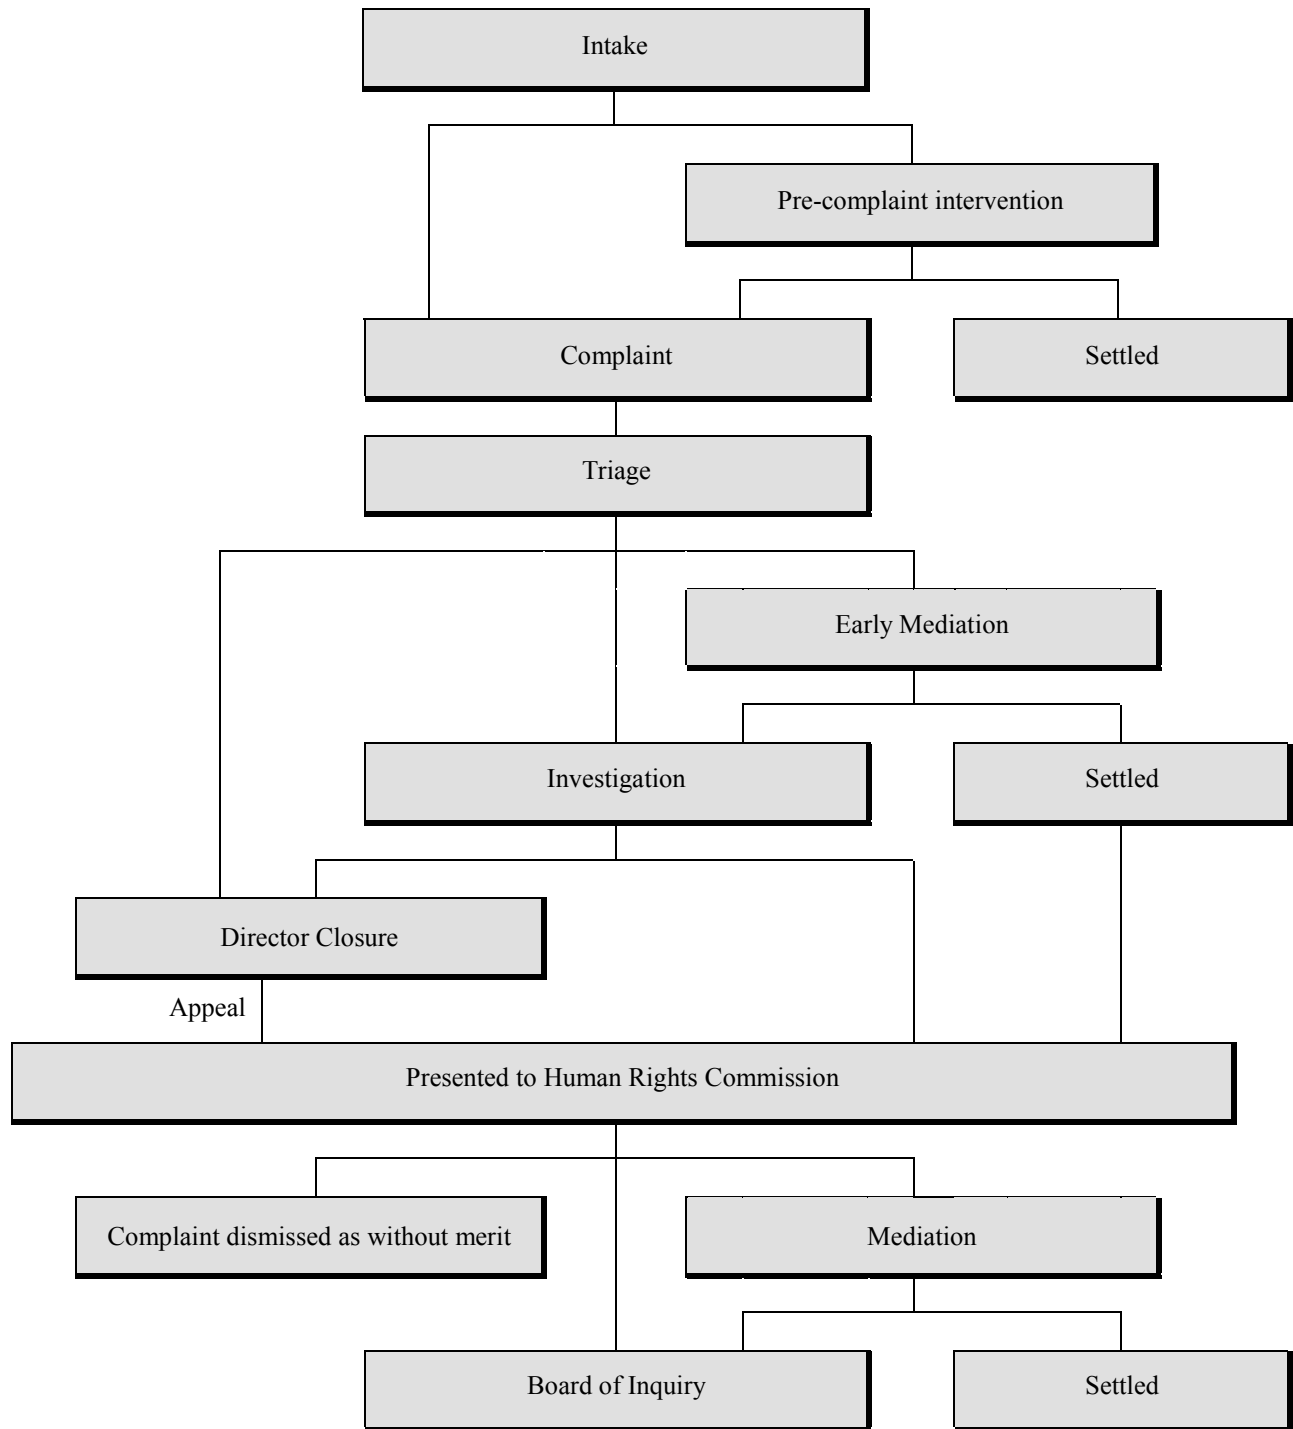 Intake
Pre-complaint intervention
Complaint
Settled
Triage
Early Mediation
Investigation
Settled
Director Closure
Appeal
Presented to Human Rights Commission
Complaint dismissed as without merit
Mediation
Board of Inquiry
Settled